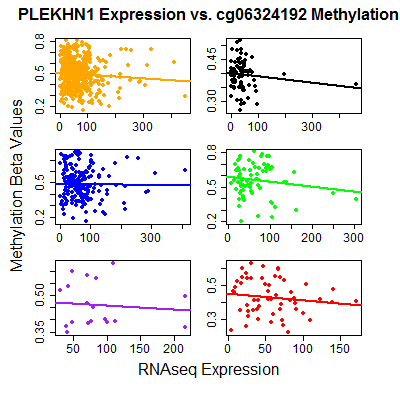 PLEKHN1 Expression vs. cg06324192 Methylation
Methylation Beta Values
0.2 0.5 0.8
0 100 300
0.30 0.45
0 100 300
0.2 0.5 0.8
0 100 300
0.2 0.5 0.8
0 100 200 300
0.35 0.50
50 100 150 200
0.3 0.5
0 50 100 150
RNAseq Expression